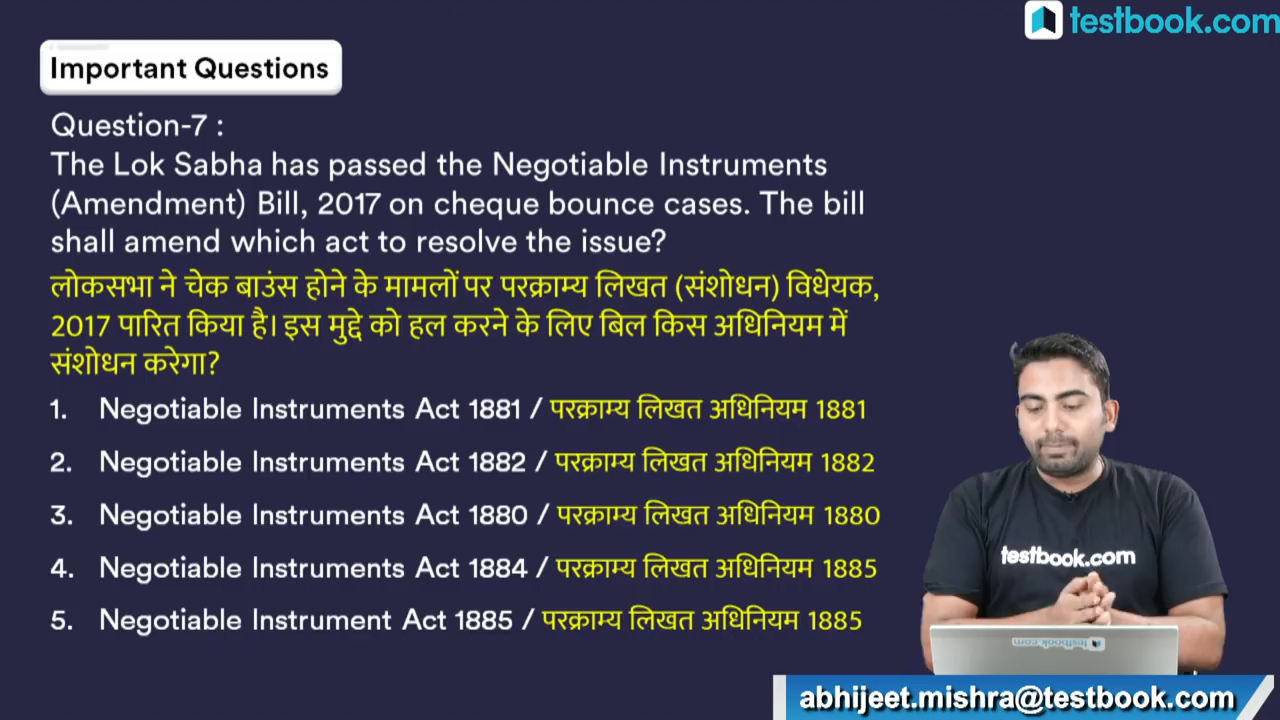 testbook.com
Important Questions
Question-7 :
The Lok Sabha has passed the Negotiable Instruments
(Amendment) Bill, 2017 on cheque bounce cases. The bill
shall amend which act to resolve the issue?
लोकसभा ने चेक बाउंस होने के मामलों पर परक्राम्य लिखत (संशोधन) विधेयक,
2017 पारित किया है। इस मुद्दे को हल करने के लिए बिल किस अधिनियम में
संशोधन करेगा?
1. Negotiable Instruments Act 1881 / परक्राम्य लिखत अधिनियम 1881
2. Negotiable Instruments Act 1882 / परक्राम्य लिखत अधिनियम 1882
3. Negotiable Instruments Act 1880 / परक्राम्य लिखत अधिनियम 1880
4. Negotiable Instruments Act 1884 / परक्राम्य लिखत अधिनियम 1885
5. Negotiable Instrument Act 1885 / परक्राम्य लिखत अधिनियम 1885
testbook.com
testbook.com
abhijeet.mishra@testbook.com